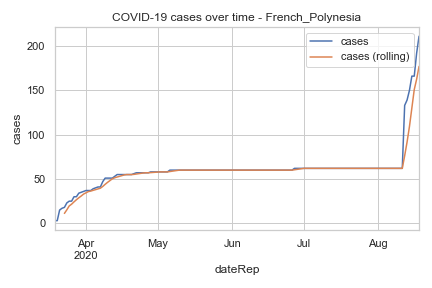 COVID-19 cases over time - French_Polynesia
cases
cases (rolling)
200
150
100
50
0
cases
Apr
2020
May
Jun
Jul
Aug
dateRep